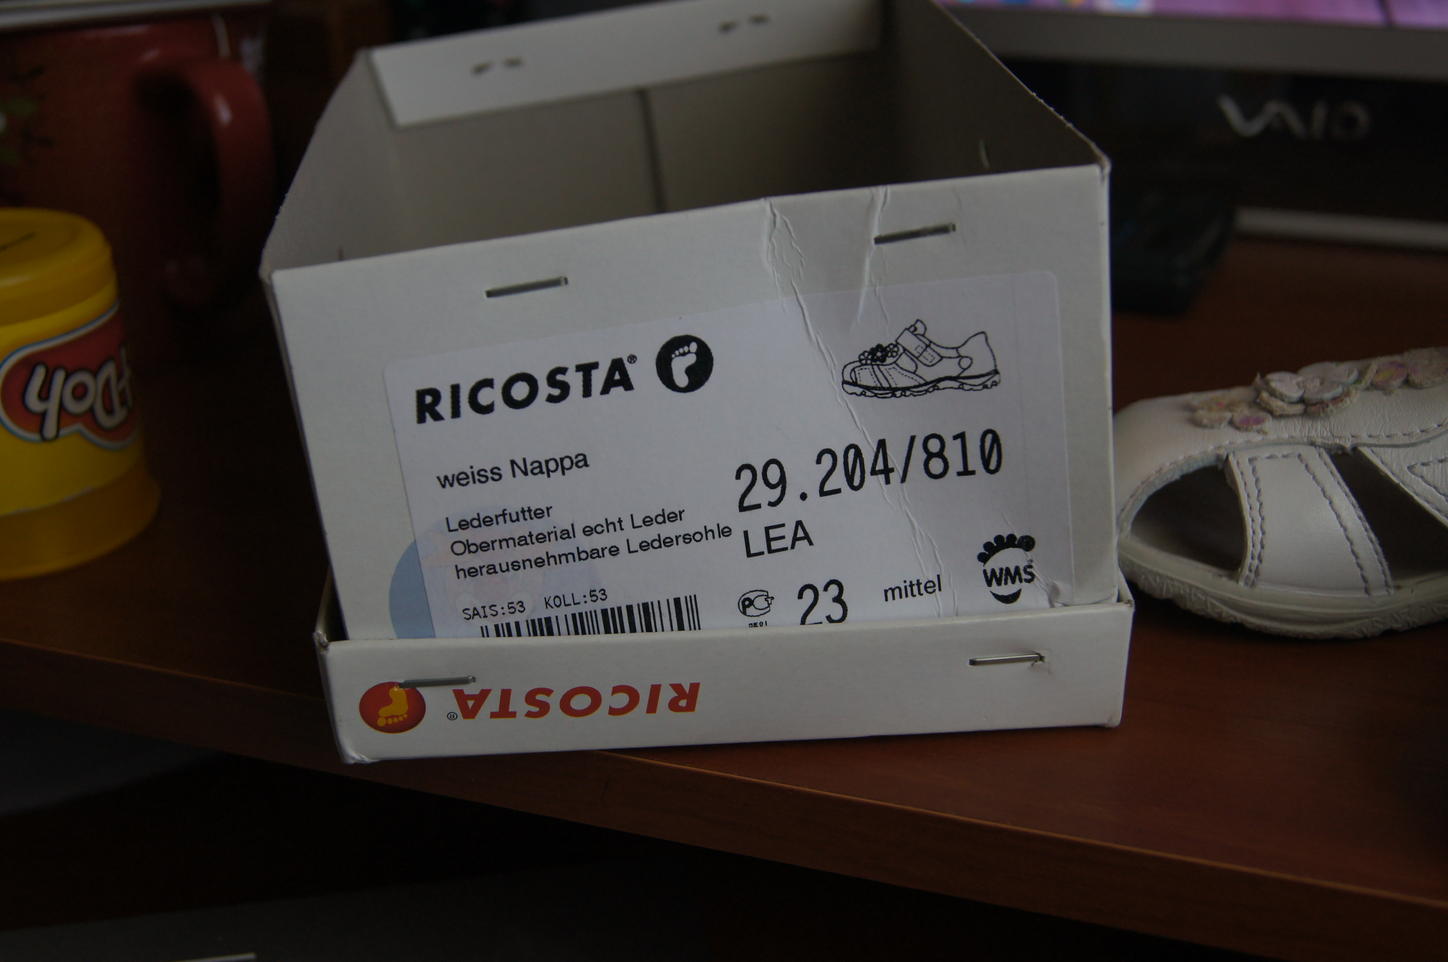 VAIO
RICOSTA®
weiss Nappa
29.204/810
Lederfutter
Obermaterial echt Leder
herausnehmbare Ledersohle
LEA
SAIS:53 KOLL:53
23
mittel
WMS
RICOSTA®
Doh